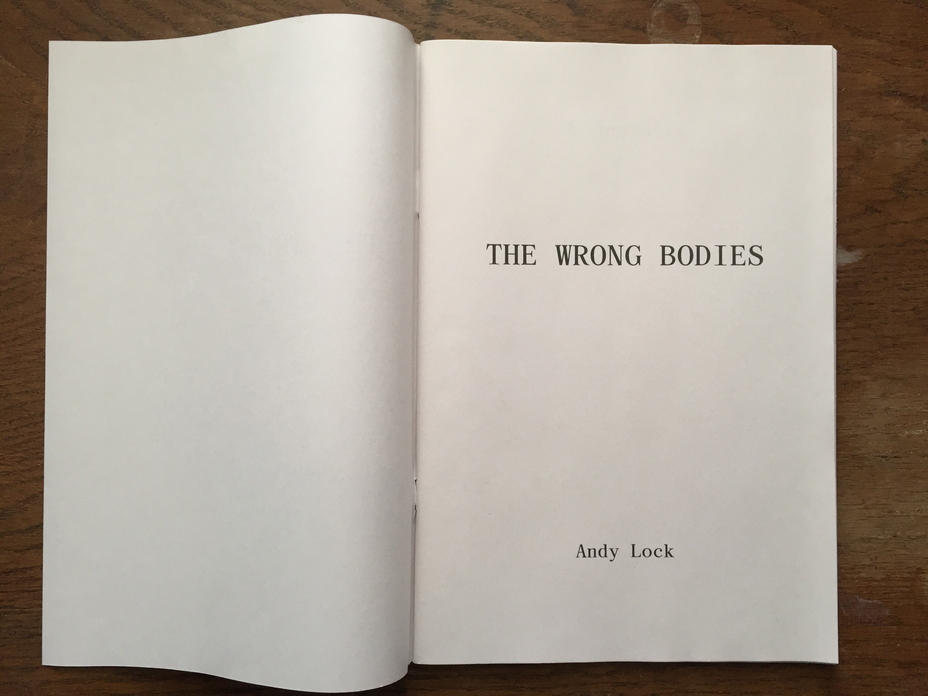 THE WRONG BODIES
Andy Lock